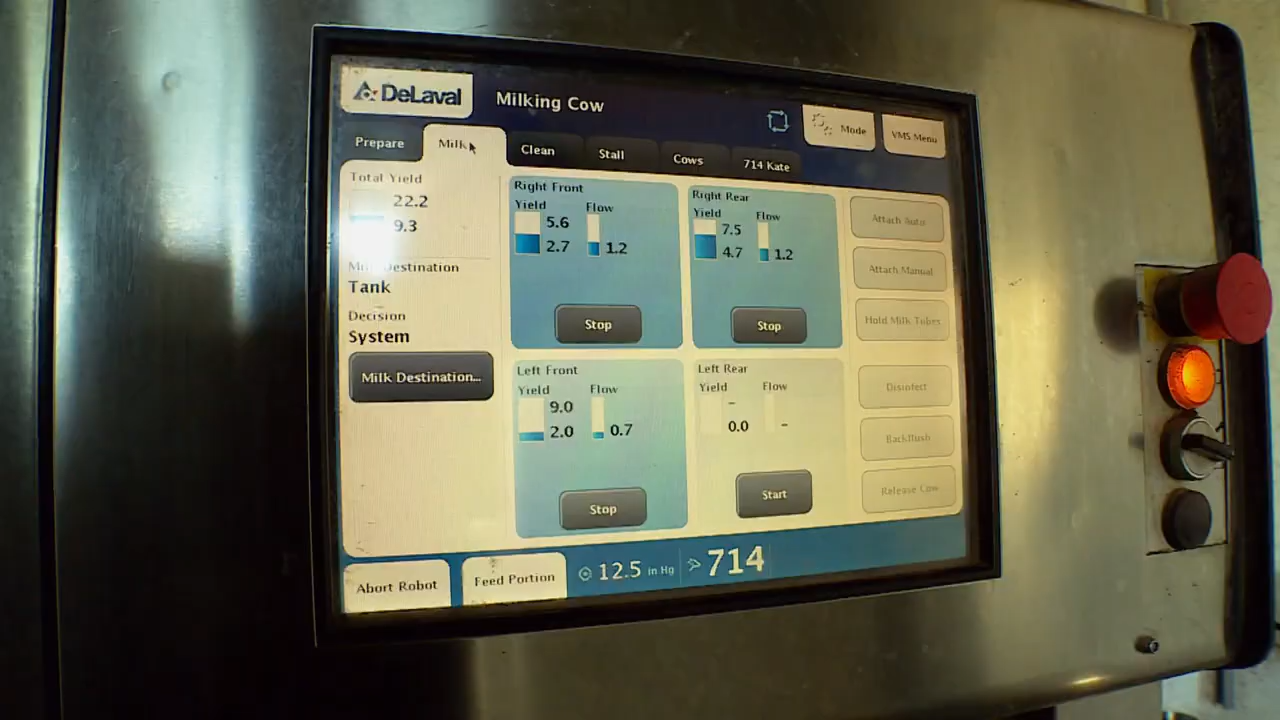 DeLaval
Milking Cow
Mode
VMS Menu
Prepare
Milk
Clean
Stall
Cows
714 Kate
Total Yield
22.2
9.3
Milk Destination
Tank
Decision
System
Milk Destination...
Right Front
Yield
Flow
5.6
2.7
1.2
Stop
Right Rear
Yield
Flow
7.5
4.7
1.2
Stop
Left Front
Yield
Flow
9.0
2.0
0.7
Stop
Left Rear
Yield
Flow
-
0.0
-
Start
Attach Auto
Attach Manual
Hold Milk Tubes
Disinfect
Backflush
Release Cow
Abort Robot
Feed Portion
12.5 in Hg
714